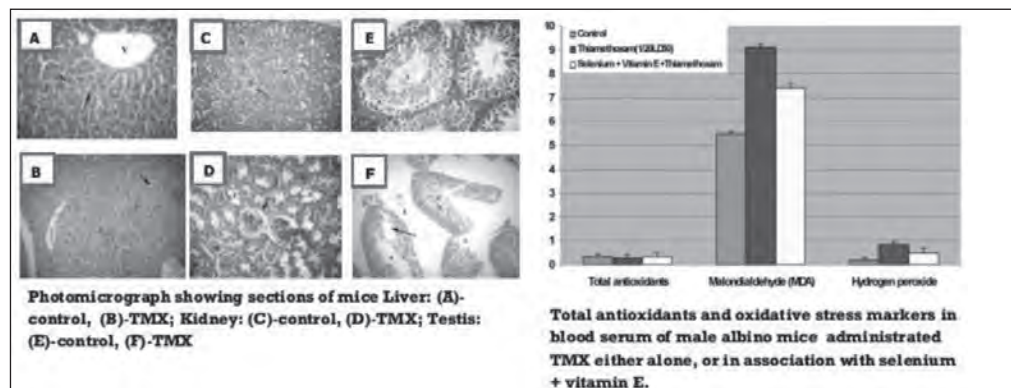 A
C
E
B
D
F
Photomicrograph showing sections of mice Liver: (A)-
control, (B)-TMX; Kidney: (C)-control, (D)-TMX; Testis:
(E)-control, (F)-TMX
10
9
8
7
6
5
4
3
2
1
0
Control
Thiamethoxam(1/20LD50)
Selenium + Vitamin E +Thiamethoxam
Total antioxidants
Malondialdehyde (MDA)
Hydrogen peroxide
Total antioxidants and oxidative stress markers in
blood serum of male albino mice administrated
TMX either alone, or in association with selenium
+ vitamin E.